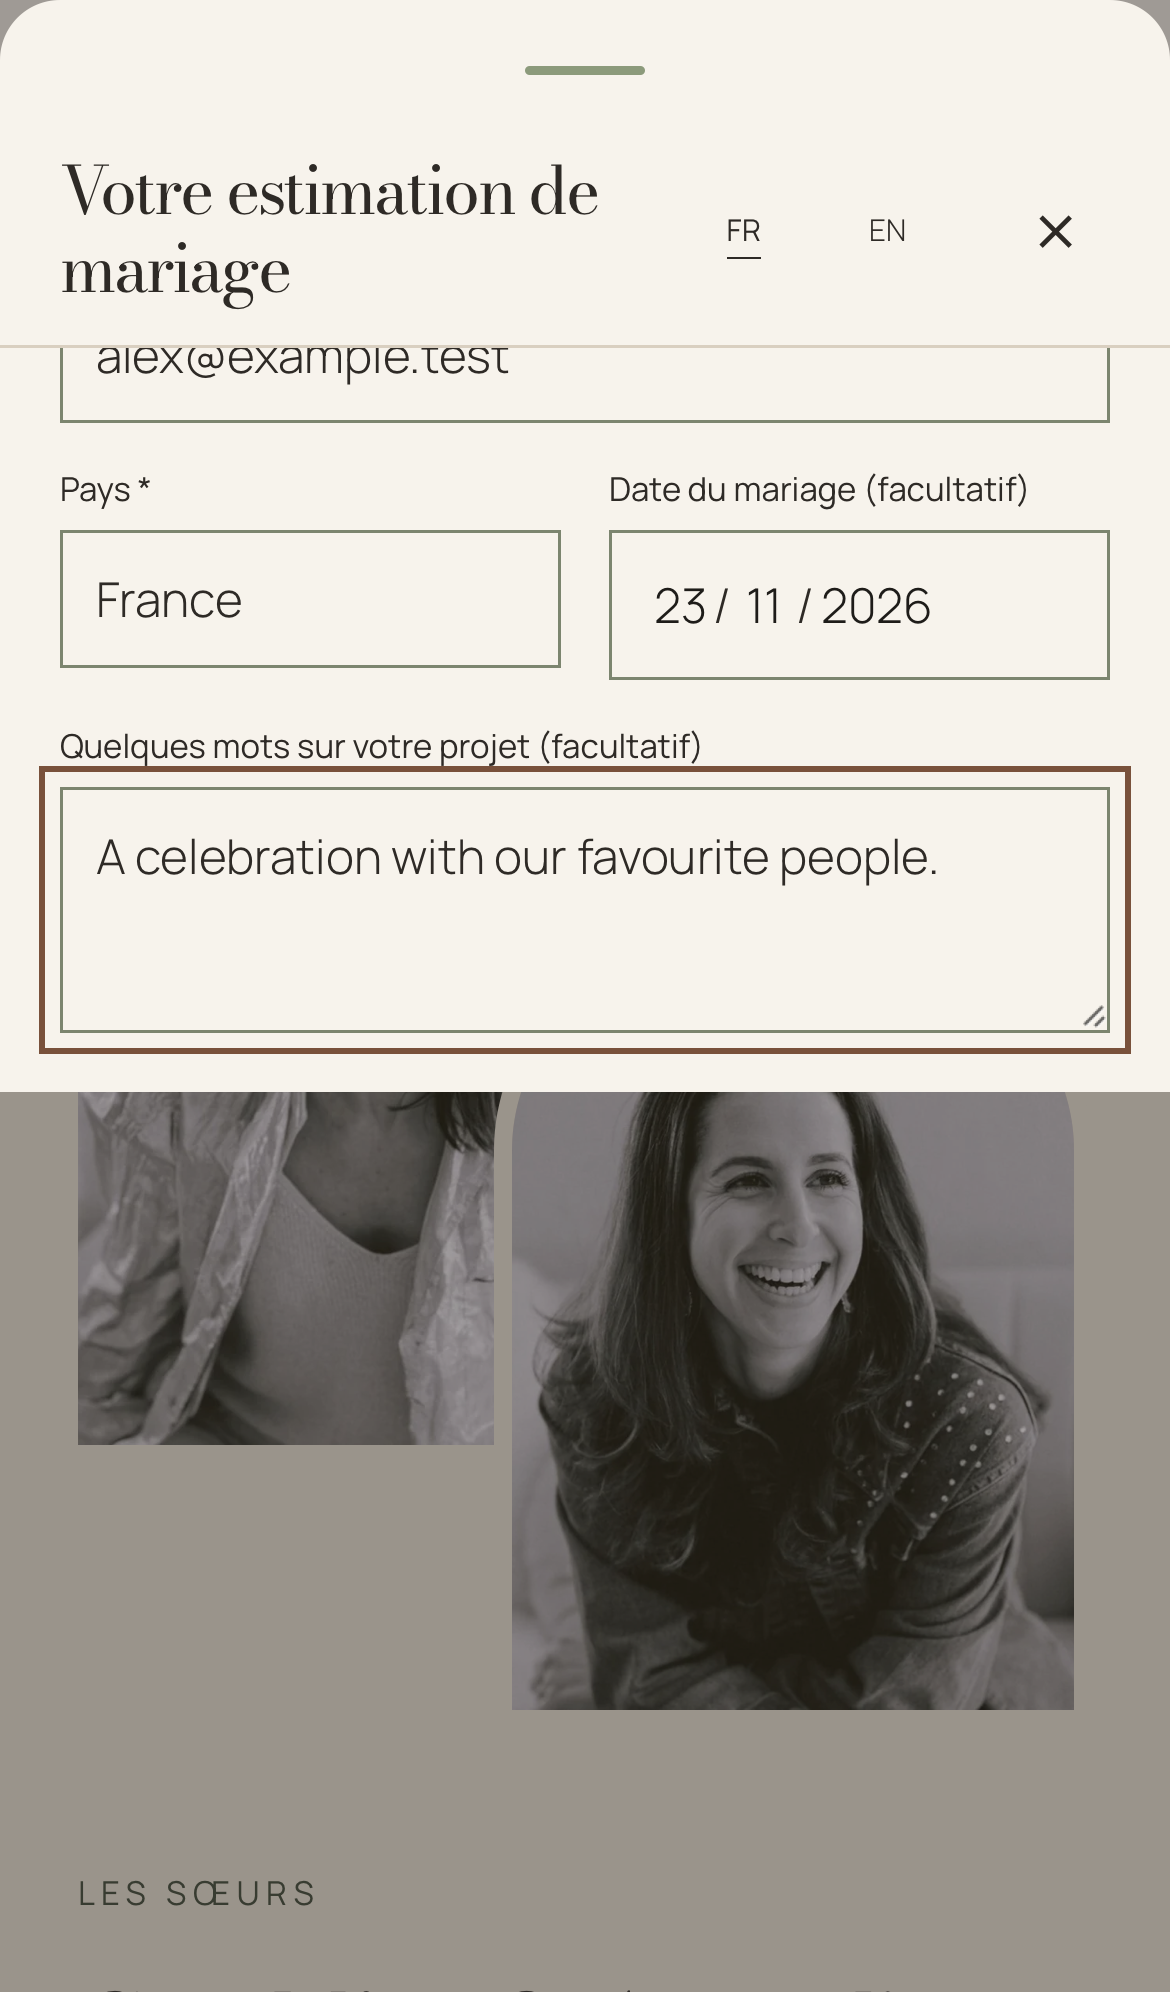 Votre estimation de
mariage
FR
EN
alex@example.test
Pays *
Date du mariage (facultatif)
France
23 / 11 / 2026
Quelques mots sur votre projet (facultatif)
A celebration with our favourite people.
LES SŒURS